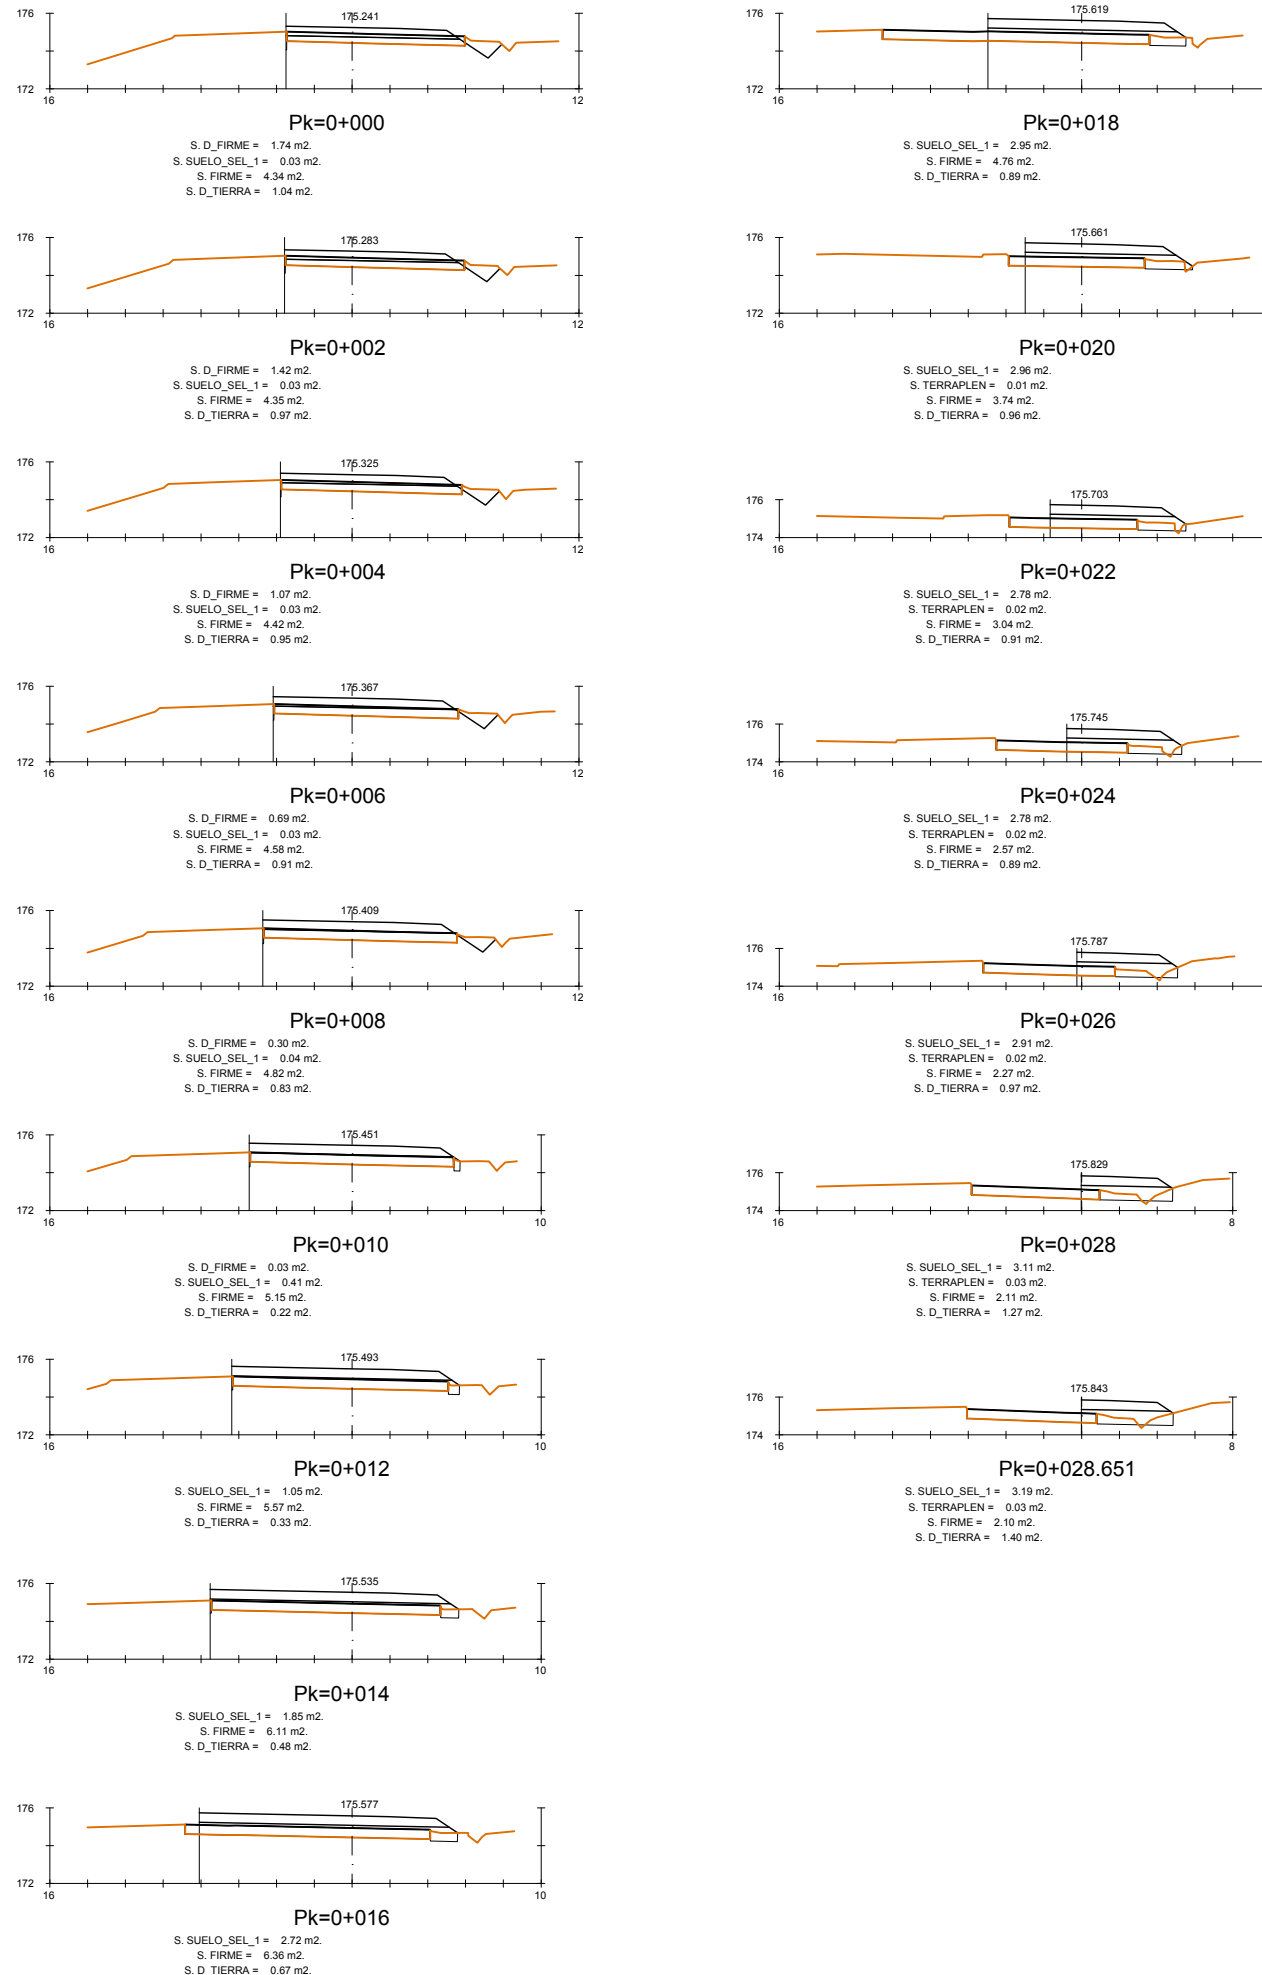 176
175.241
172
16
12
Pk=0+000
S. D_FIRME = 1.74 m2.
S. SUELO_SEL_1 = 0.03 m2.
S. FIRME = 4.34 m2.
S. D_TIERRA = 1.04 m2.
176
175.283
172
16
12
Pk=0+002
S. D_FIRME = 1.42 m2.
S. SUELO_SEL_1 = 0.03 m2.
S. FIRME = 4.35 m2.
S. D_TIERRA = 0.97 m2.
176
175.325
172
16
12
Pk=0+004
S. D_FIRME = 1.07 m2.
S. SUELO_SEL_1 = 0.03 m2.
S. FIRME = 4.42 m2.
S. D_TIERRA = 0.95 m2.
176
175.367
172
16
12
Pk=0+006
S. D_FIRME = 0.69 m2.
S. SUELO_SEL_1 = 0.03 m2.
S. FIRME = 4.58 m2.
S. D_TIERRA = 0.91 m2.
176
175.409
172
16
12
Pk=0+008
S. D_FIRME = 0.30 m2.
S. SUELO_SEL_1 = 0.04 m2.
S. FIRME = 4.82 m2.
S. D_TIERRA = 0.83 m2.
176
175.451
172
16
10
Pk=0+010
S. D_FIRME = 0.03 m2.
S. SUELO_SEL_1 = 0.41 m2.
S. FIRME = 5.15 m2.
S. D_TIERRA = 0.22 m2.
176
175.493
172
16
10
Pk=0+012
S. SUELO_SEL_1 = 1.05 m2.
S. FIRME = 5.57 m2.
S. D_TIERRA = 0.33 m2.
176
175.535
172
16
10
Pk=0+014
S. SUELO_SEL_1 = 1.85 m2.
S. FIRME = 6.11 m2.
S. D_TIERRA = 0.48 m2.
176
175.577
172
16
10
Pk=0+016
S. SUELO_SEL_1 = 2.72 m2.
S. FIRME = 6.36 m2.
S. D_TIERRA = 0.67 m2.
176
175.619
172
16
Pk=0+018
S. SUELO_SEL_1 = 2.95 m2.
S. FIRME = 4.76 m2.
S. D_TIERRA = 0.89 m2.
176
175.661
172
16
Pk=0+020
S. SUELO_SEL_1 = 2.96 m2.
S. TERRAPLEN = 0.01 m2.
S. FIRME = 3.74 m2.
S. D_TIERRA = 0.96 m2.
176
175.703
174
16
Pk=0+022
S. SUELO_SEL_1 = 2.78 m2.
S. TERRAPLEN = 0.02 m2.
S. FIRME = 3.04 m2.
S. D_TIERRA = 0.91 m2.
176
175.745
174
16
Pk=0+024
S. SUELO_SEL_1 = 2.78 m2.
S. TERRAPLEN = 0.02 m2.
S. FIRME = 2.57 m2.
S. D_TIERRA = 0.89 m2.
176
175.787
174
16
Pk=0+026
S. SUELO_SEL_1 = 2.91 m2.
S. TERRAPLEN = 0.02 m2.
S. FIRME = 2.27 m2.
S. D_TIERRA = 0.97 m2.
176
175.829
174
16
8
Pk=0+028
S. SUELO_SEL_1 = 3.11 m2.
S. TERRAPLEN = 0.03 m2.
S. FIRME = 2.11 m2.
S. D_TIERRA = 1.27 m2.
176
175.843
174
16
8
Pk=0+028.651
S. SUELO_SEL_1 = 3.19 m2.
S. TERRAPLEN = 0.03 m2.
S. FIRME = 2.10 m2.
S. D_TIERRA = 1.40 m2.